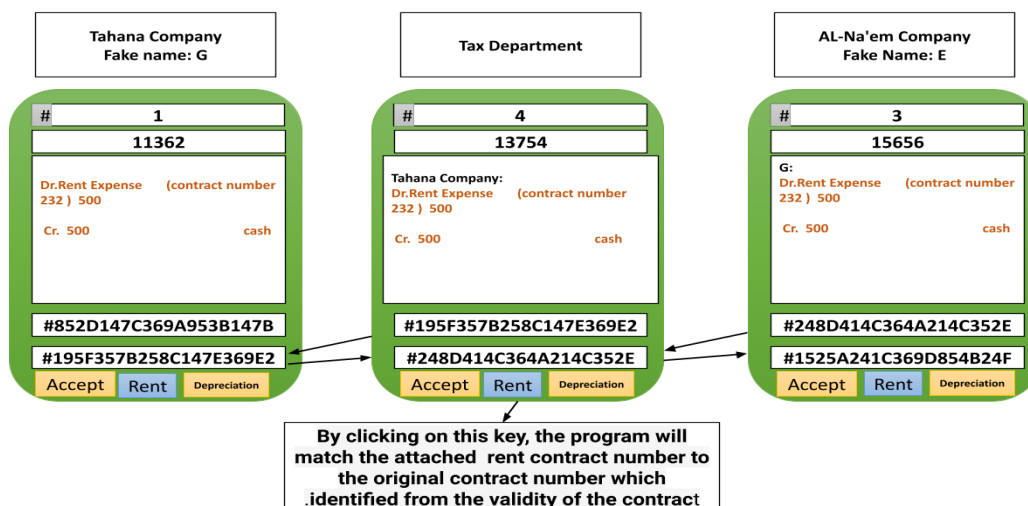 Tahana Company
Fake name: G
Tax Department
AL-Na'em Company
Fake Name: E
# 1
11362
Dr.Rent Expense (contract number
232 ) 500
Cr. 500 cash
#852D147C369A953B147B
#195F357B258C147E369E2
Accept Rent Depreciation
# 4
13754
Tahana Company:
Dr.Rent Expense (contract number
232 ) 500
Cr. 500 cash
#195F357B258C147E369E2
#248D414C364A214C352E
Accept Rent Depreciation
# 3
15656
G:
Dr.Rent Expense (contract number
232 ) 500
Cr. 500 cash
#248D414C364A214C352E
#1525A241C369D854B24F
Accept Rent Depreciation
By clicking on this key, the program will
match the attached rent contract number to
the original contract number which
.identified from the validity of the contract